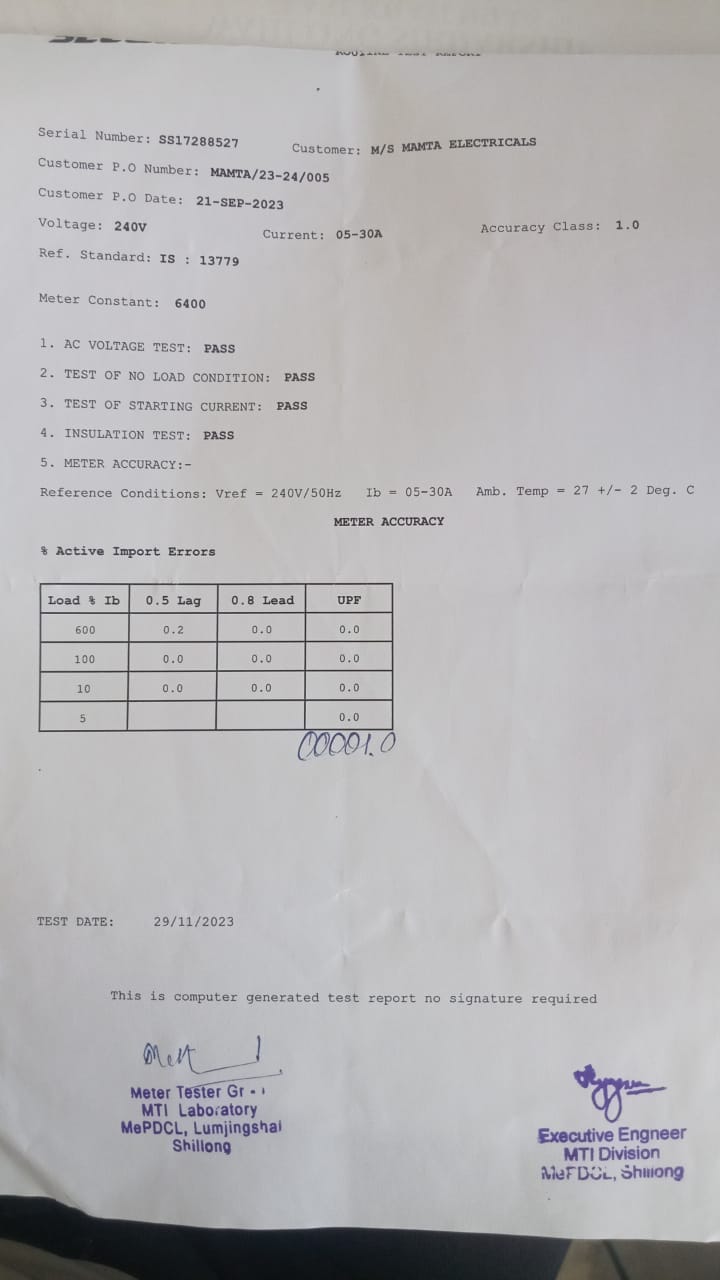 ROUTINE TEST REPORT
Serial Number: SS17288527 Customer: M/S MAMTA ELECTRICALS
Customer P.O Number: MAMTA/23-24/005
Customer P.O Date: 21-SEP-2023
Voltage: 240V Current: 05-30A Accuracy Class: 1.0
Ref. Standard: IS : 13779
Meter Constant: 6400
1. AC VOLTAGE TEST: PASS
2. TEST OF NO LOAD CONDITION: PASS
3. TEST OF STARTING CURRENT: PASS
4. INSULATION TEST: PASS
5. METER ACCURACY:-
Reference Conditions: Vref = 240V/50Hz Ib = 05-30A Amb. Temp = 27 +/- 2 Deg. C
METER ACCURACY
% Active Import Errors
Load % Ib 0.5 Lag 0.8 Lead UPF
600 0.2 0.0 0.0
100 0.0 0.0 0.0
10 0.0 0.0 0.0
5 0.0
00001.0
TEST DATE: 29/11/2023
This is computer generated test report no signature required
Meter Tester Gr
MTI Laboratory
MePDCL, Lumjingshai
Shillong
Executive Engneer
MTI Division
MePDCL, Shillong